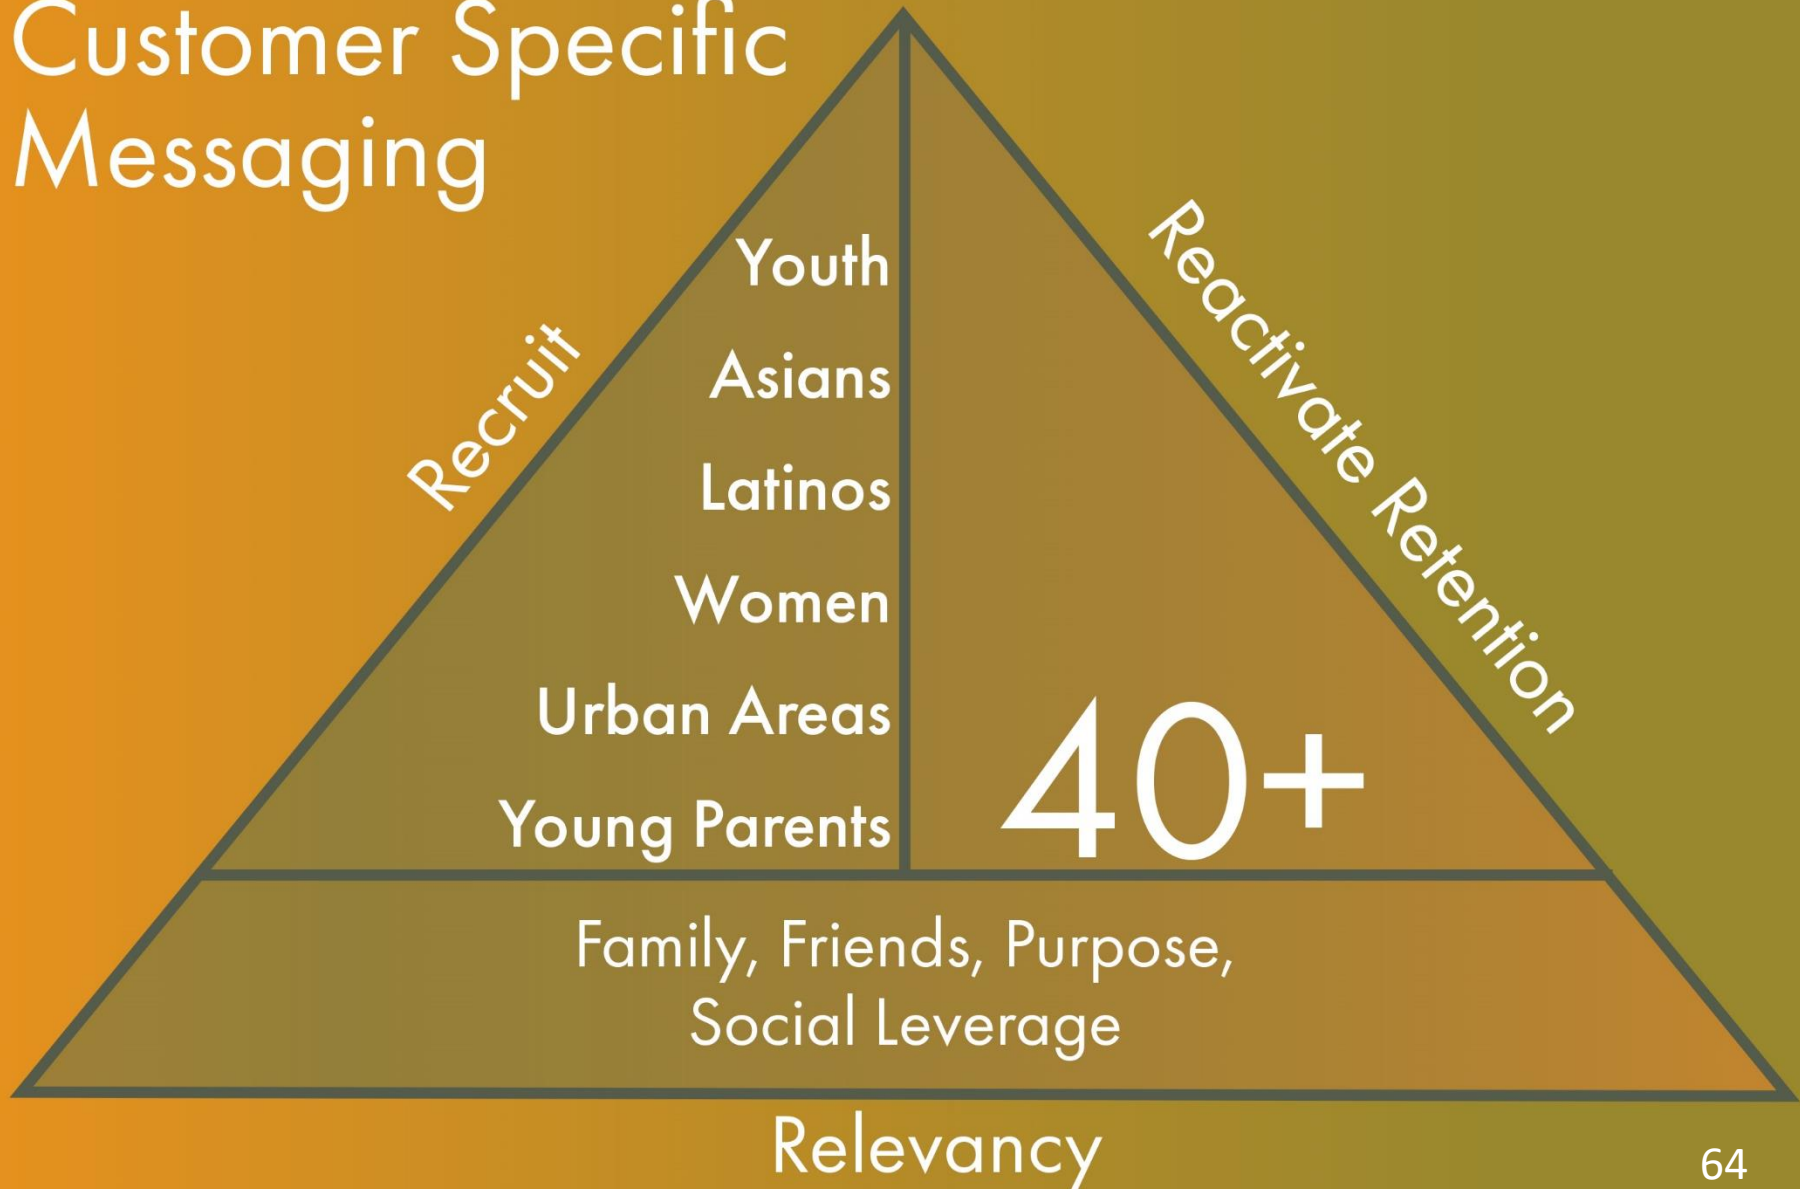 Customer Specific
Messaging
Recruit
Reactivate Retention
Youth
Asians
Latinos
Women
Urban Areas
Young Parents
40+
Family, Friends, Purpose,
Social Leverage
Relevancy
64